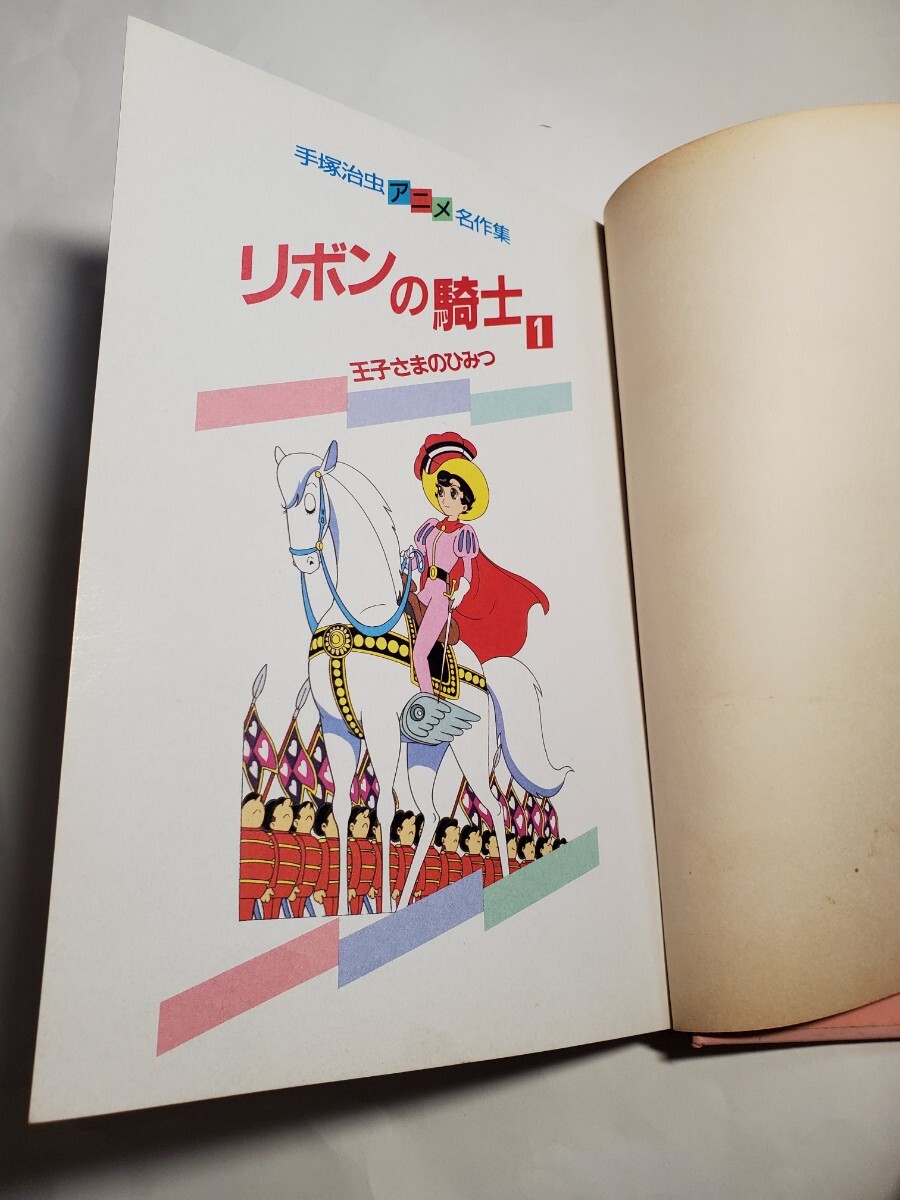 手塚治虫アニメ名作集
リボンの騎士1
王子さまのひみつ